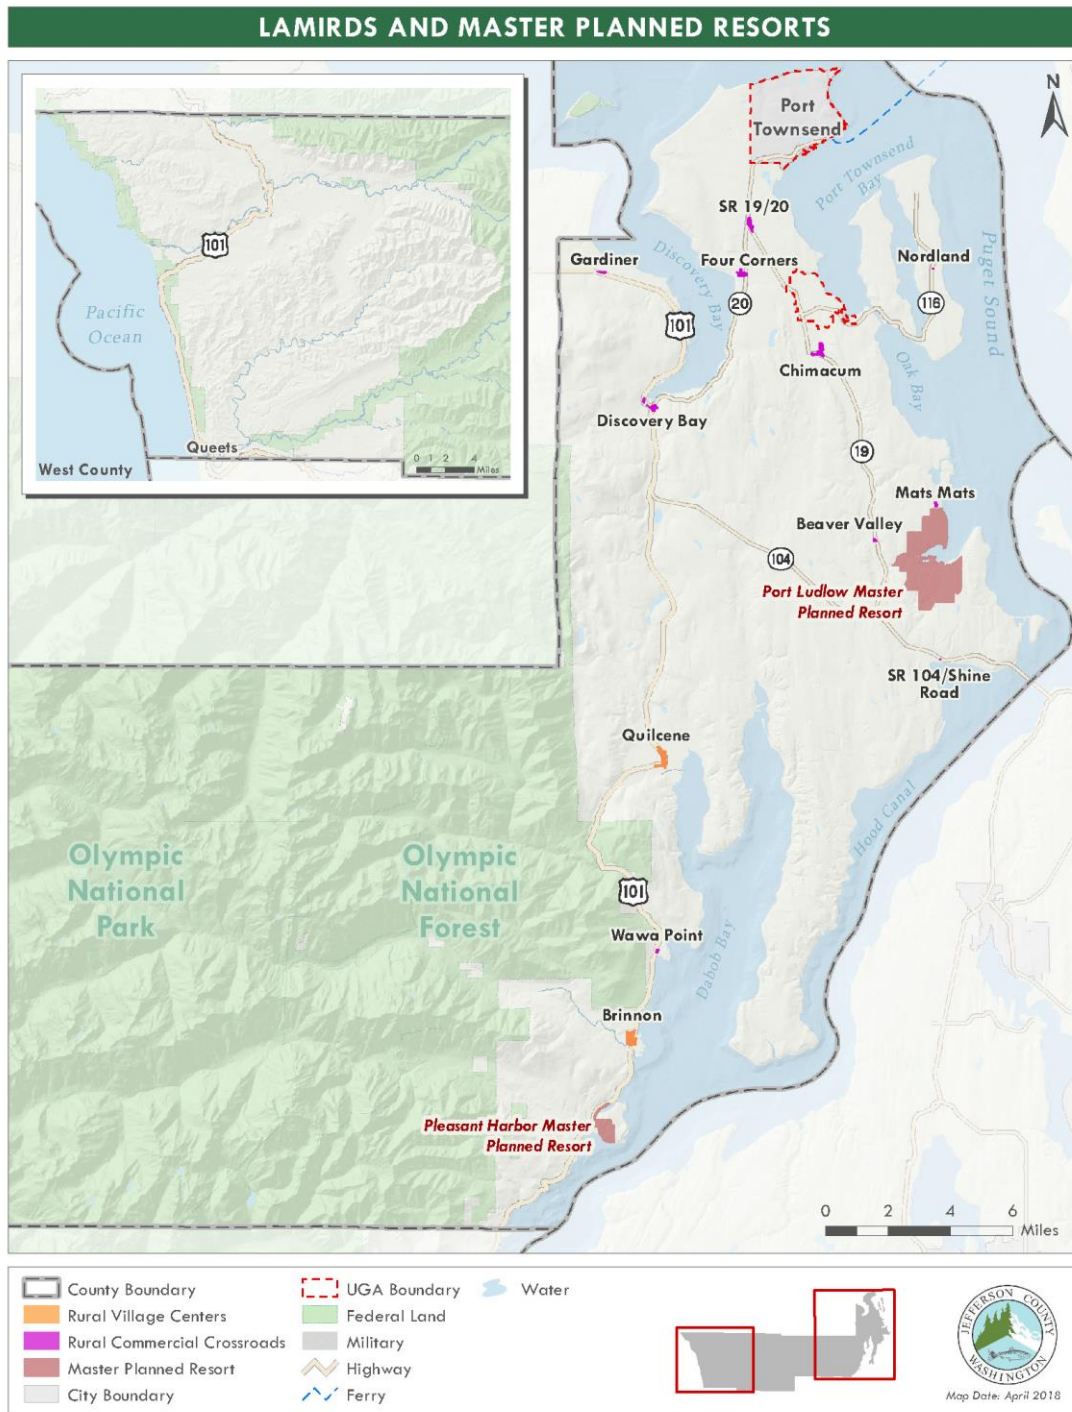 LAMIRDS AND MASTER PLANNED RESORTS
N
Port
Townsend
Port Townsend
Bay
SR 19/20
Gardiner
Discovery Bay
Four Corners
Nordland
Puget Sound
101
20
116
101
Pacific
Ocean
Chimacum
Oak Bay
Discovery Bay
Queets
0 1 2 4
Miles
West County
19
Mats Mats
Beaver Valley
104
Port Ludlow Master
Planned Resort
SR 104/Shine
Road
Quilcene
Hood Canal
Olympic
National
Park
Olympic
National
Forest
101
Wawa Point
Dabob Bay
Brinnon
Pleasant Harbor Master
Planned Resort
0 2 4 6
Miles
County Boundary
Rural Village Centers
Rural Commercial Crossroads
Master Planned Resort
City Boundary
UGA Boundary
Federal Land
Military
Highway
Ferry
Water
JEFFERSON COUNTY
WASHINGTON
Map Date: April 2018